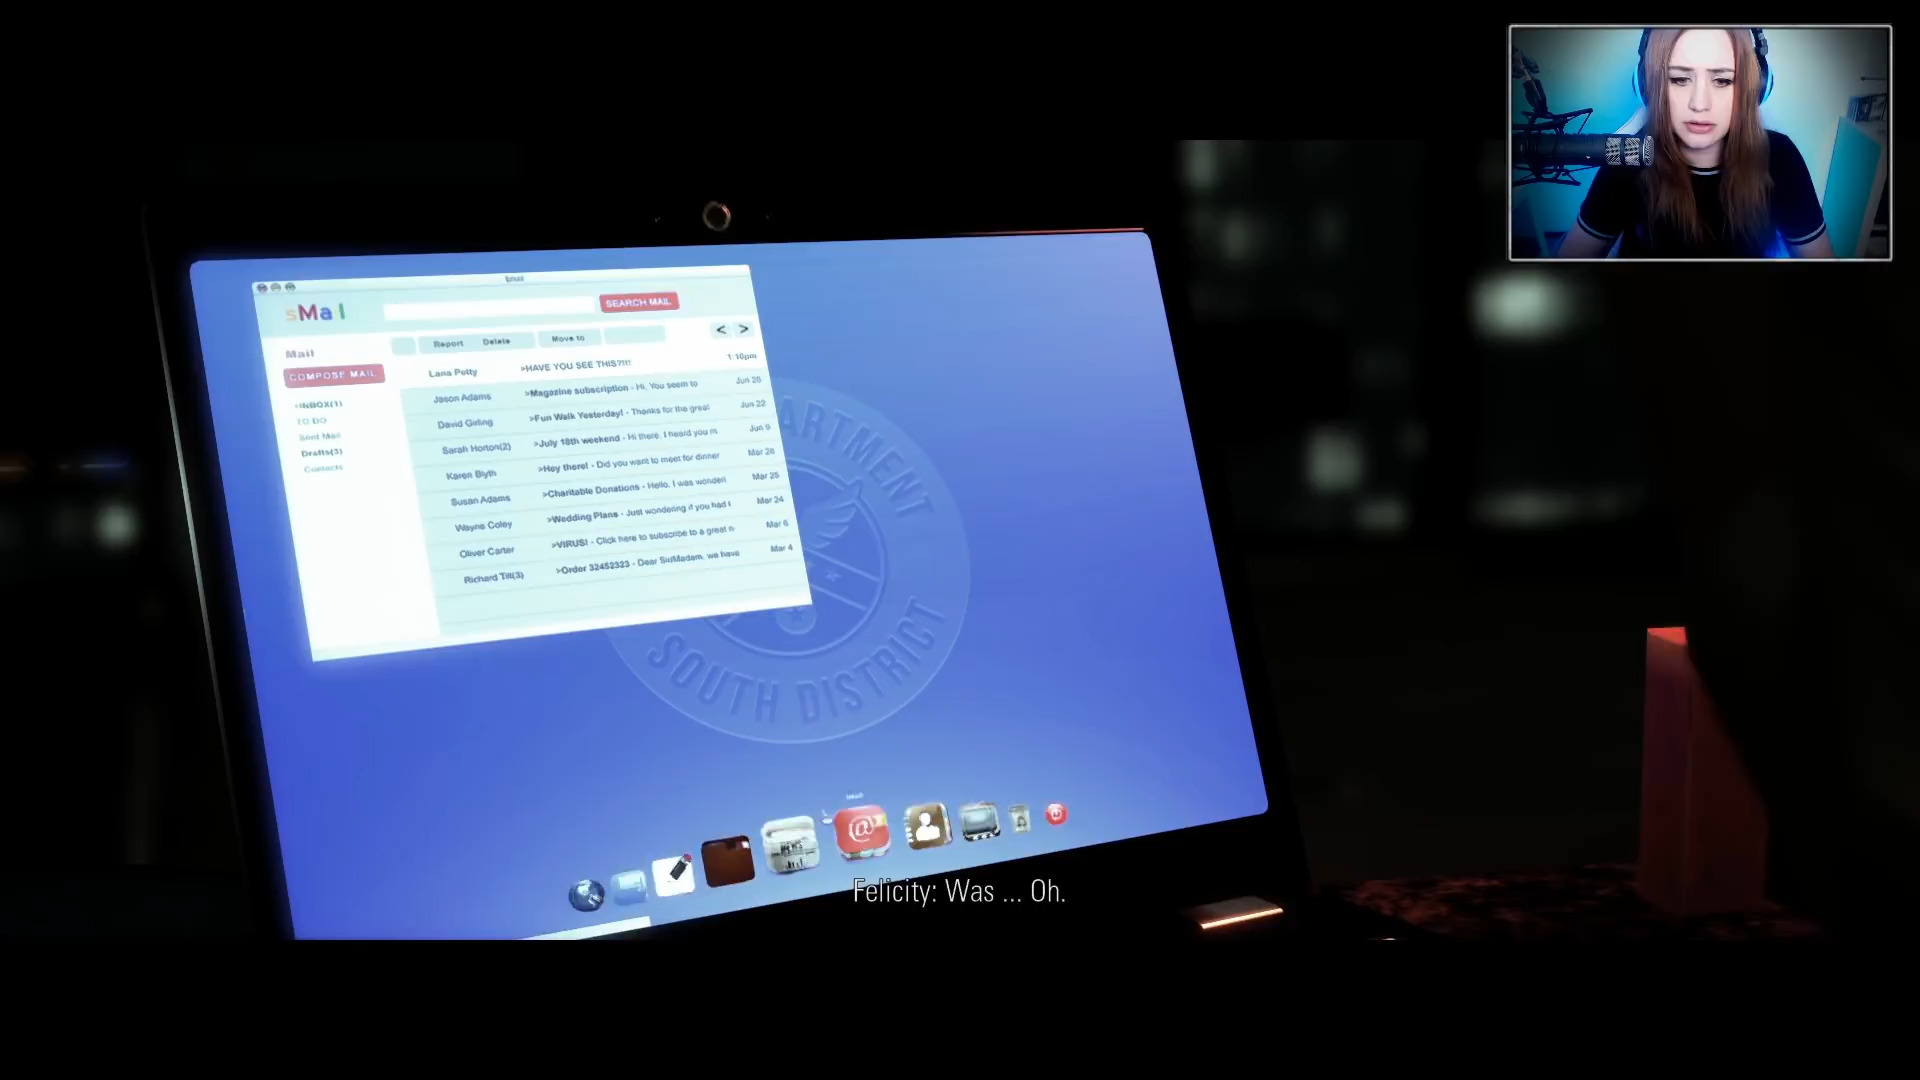 Email
sMail
SEARCH MAIL
Mail
Report Delete Move to < >
COMPOSE MAIL
Lana Petty >HAVE YOU SEE THIS?!!! 1:10pm
Jason Adams >Magazine subscription - Hi, You seem to Jun 28
David Girling >Fun Walk Yesterday! - Thanks for the great Jun 22
Sarah Horton(2) >July 18th weekend - Hi there, I heard you m Jun 9
Karen Blyth >Hey there! - Did you want to meet for dinner Mar 28
Susan Adams >Charitable Donations - Hello, I was wonderi Mar 25
Wayne Coley >Wedding Plans - Just wondering if you had t Mar 24
Oliver Carter >VIRUS! - Click here to subscribe to a great n Mar 6
Richard Till(3) >Order 32452323 - Dear Sir/Madam, we have Mar 4
INBOX(1)
TO DO
Sent Mail
Drafts(3)
Contacts
ARTMENT
SOUTH DISTRICT
NEWS
@
Felicity: Was ... Oh.